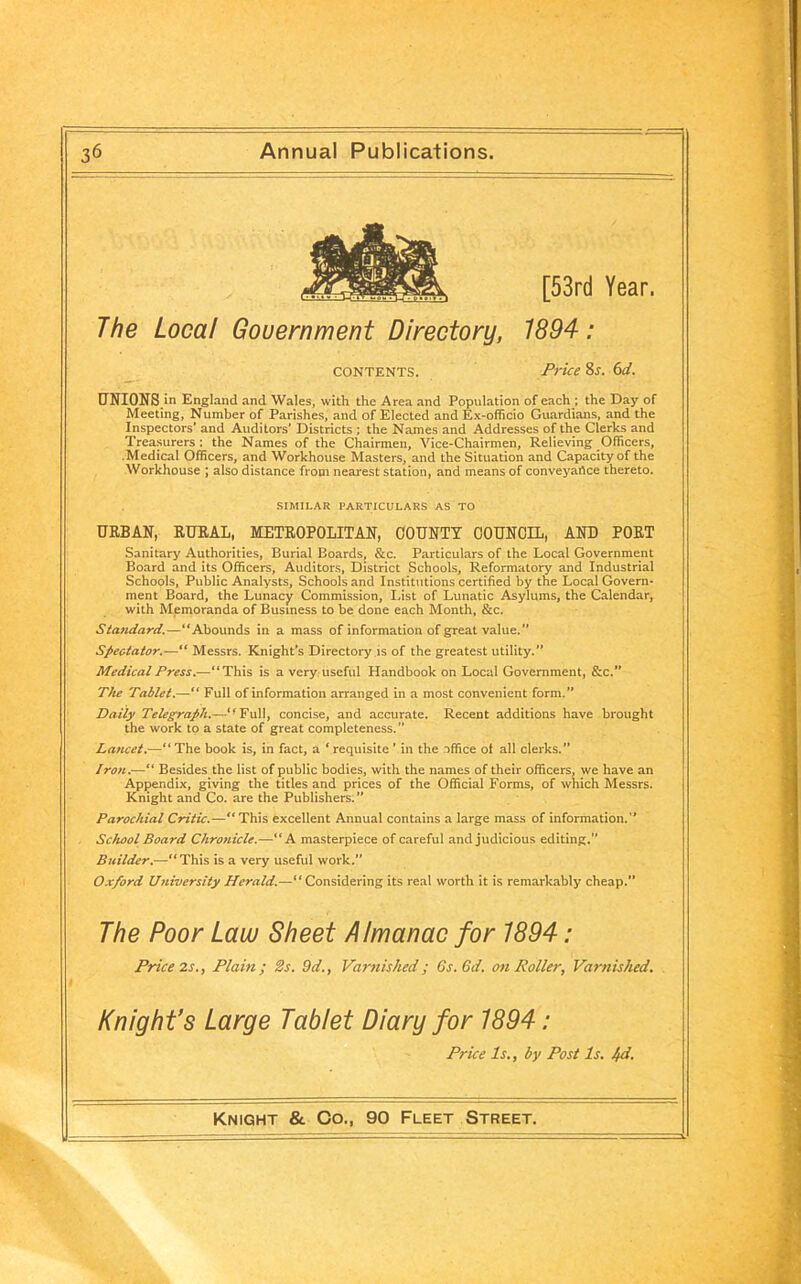 36 Annual Publications.
DIEU ET MON DROIT
[53rd Year.
The Local Government Directory, 1894:
CONTENTS. Price 8s. 6d.
UNIONS in England and Wales, with the Area and Population of each ; the Day of
Meeting, Number of Parishes, and of Elected and Ex-officio Guardians, and the
Inspectors' and Auditors' Districts ; the Names and Addresses of the Clerks and
Treasurers : the Names of the Chairmen, Vice-Chairmen, Relieving Officers,
Medical Officers, and Workhouse Masters, and the Situation and Capacity of the
Workhouse ; also distance from nearest station, and means of conveyance thereto.
SIMILAR PARTICULARS AS TO
URBAN, RURAL, METROPOLITAN, COUNTY COUNCIL, AND PORT
Sanitary Authorities, Burial Boards, &c. Particulars of the Local Government
Board and its Officers, Auditors, District Schools, Reformatory and Industrial
Schools, Public Analysts, Schools and Institutions certified by the Local Govern-
ment Board, the Lunacy Commission, List of Lunatic Asylums, the Calendar,
with Memoranda of Business to be done each Month, &c.
Standard.—"Abounds in a mass of information of great value."
Spectator.—" Messrs. Knight's Directory is of the greatest utility."
Medical Press.—"This is a very useful Handbook on Local Government, &c."
The Tablet.—" Full of information arranged in a most convenient form."
Daily Telegraph.—"Full, concise, and accurate. Recent additions have brought
the work to a state of great completeness."
Lancet.—"The book is, in fact, a ' requisite ' in the office of all clerks."
Iron.—" Besides the list of public bodies, with the names of their officers, we have an
Appendix, giving the titles and prices of the Official Forms, of which Messrs.
Knight and Co. are the Publishers."
Parochial Critic.—"This excellent Annual contains a large mass of information."
School Board Chronicle.—"A masterpiece of careful and judicious editing."
Builder.—"This is a very useful work."
Oxford University Herald.—"Considering its real worth it is remarkably cheap."
The Poor Law Sheet Almanac for 1894:
Price 2s., Plain ; 2s. 9d., Varnished ; 6s. 6d. on Roller, Varnished.
Knight's Large Tablet Diary for 1894:
Price 1s., by Post 1s. 4d.
KNIGHT & CO., 90 FLEET STREET.